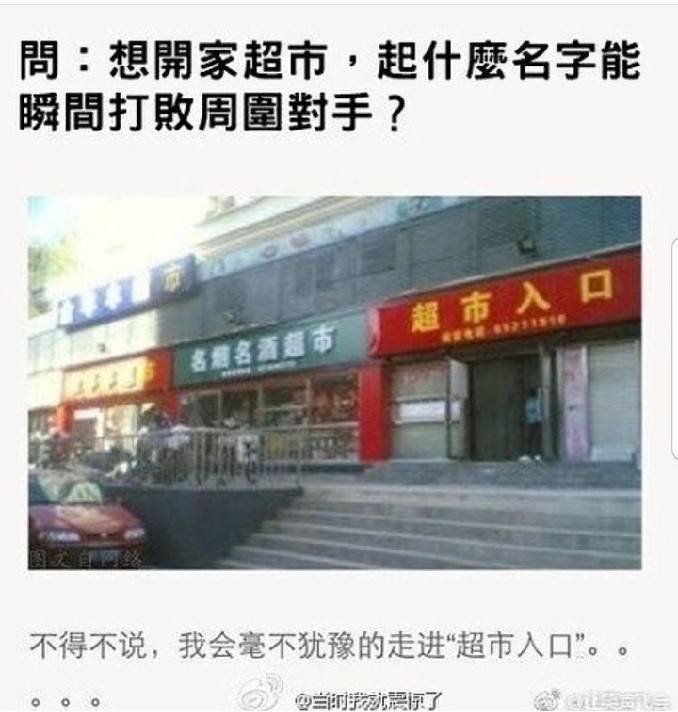 問：想開家超市，起什麼名字能
瞬間打敗周圍對手？
市
名烟名酒超市
超市入口
图文自网络
不得不说，我会毫不犹豫的走进“超市入口”。。
。。。
@当时我就震惊了